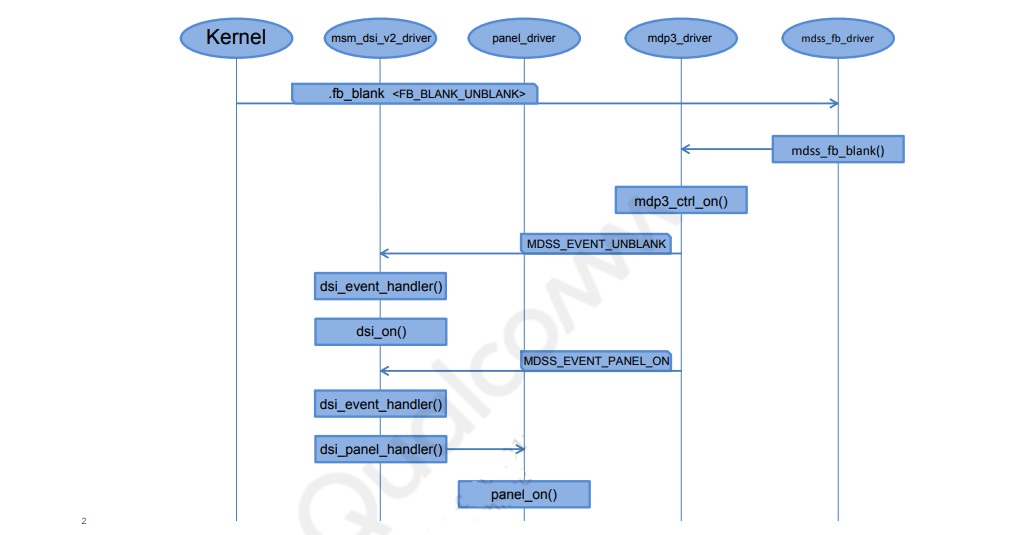 Kernel
msm_dsi_v2_driver
panel_driver
mdp3_driver
mdss_fb_driver
.fb_blank <FB_BLANK_UNBLANK>
mdss_fb_blank()
mdp3_ctrl_on()
MDSS_EVENT_UNBLANK
dsi_event_handler()
dsi_on()
MDSS_EVENT_PANEL_ON
dsi_event_handler()
dsi_panel_handler()
panel_on()
Qualcomm
2